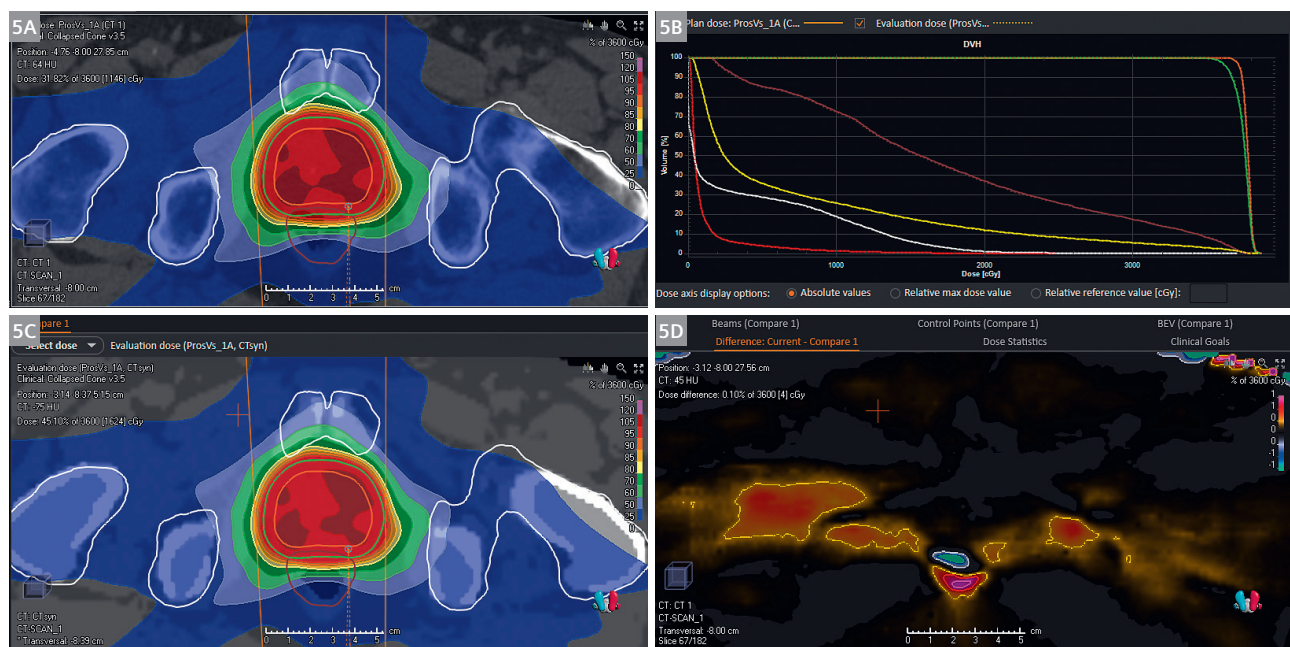 5A
ose: ProsVs_1A (CT 1)
al: Collapsed Cone v3.5
Position: -4.76 -8.00 27.85 cm
CT: -64 HU
Dose: 31.82% of 3600 [1146] cGy
% of 3600 cGy
150
120
105
95
90
85
80
70
60
50
25
0
CT: CT 1
CT-SCAN_1
Transversal: -8.00 cm
Slice 67/182
0 1 2 3 4 5 cm
5B
Plan dose: ProsVs_1A (C...
Evaluation dose (ProsVs...
DVH
Volume [%]
100
90
80
70
60
50
40
30
20
10
0
0 1000 2000 3000
Dose [cGy]
Dose axis display options: Absolute values Relative max dose value Relative reference value [cGy]:
5C
pare 1
Select dose Evaluation dose (ProsVs_1A, CTsyn)
Evaluation dose (ProsVs_1A, CTsyn)
Clinical: Collapsed Cone v3.5
Position: -3.14 -8.37 5.15 cm
CT: -75 HU
Dose: 45.10% of 3600 [1624] cGy
% of 3600 cGy
150
120
105
95
90
85
80
70
60
50
25
0
CT: CTsyn
CT-SCAN_1
* Transversal: -8.39 cm
0 1 2 3 4 5 cm
5D
Beams (Compare 1) Control Points (Compare 1) BEV (Compare 1)
Difference: Current - Compare 1 Dose Statistics Clinical Goals
Position: -3.12 -8.00 27.56 cm
CT: 45 HU
Dose difference: 0.10% of 3600 [4] cGy
% of 3600 cGy
1
1
0
0
0
-1
-1
CT: CT 1
CT-SCAN_1
Transversal: -8.00 cm
Slice 67/182
0 1 2 3 4 5 cm